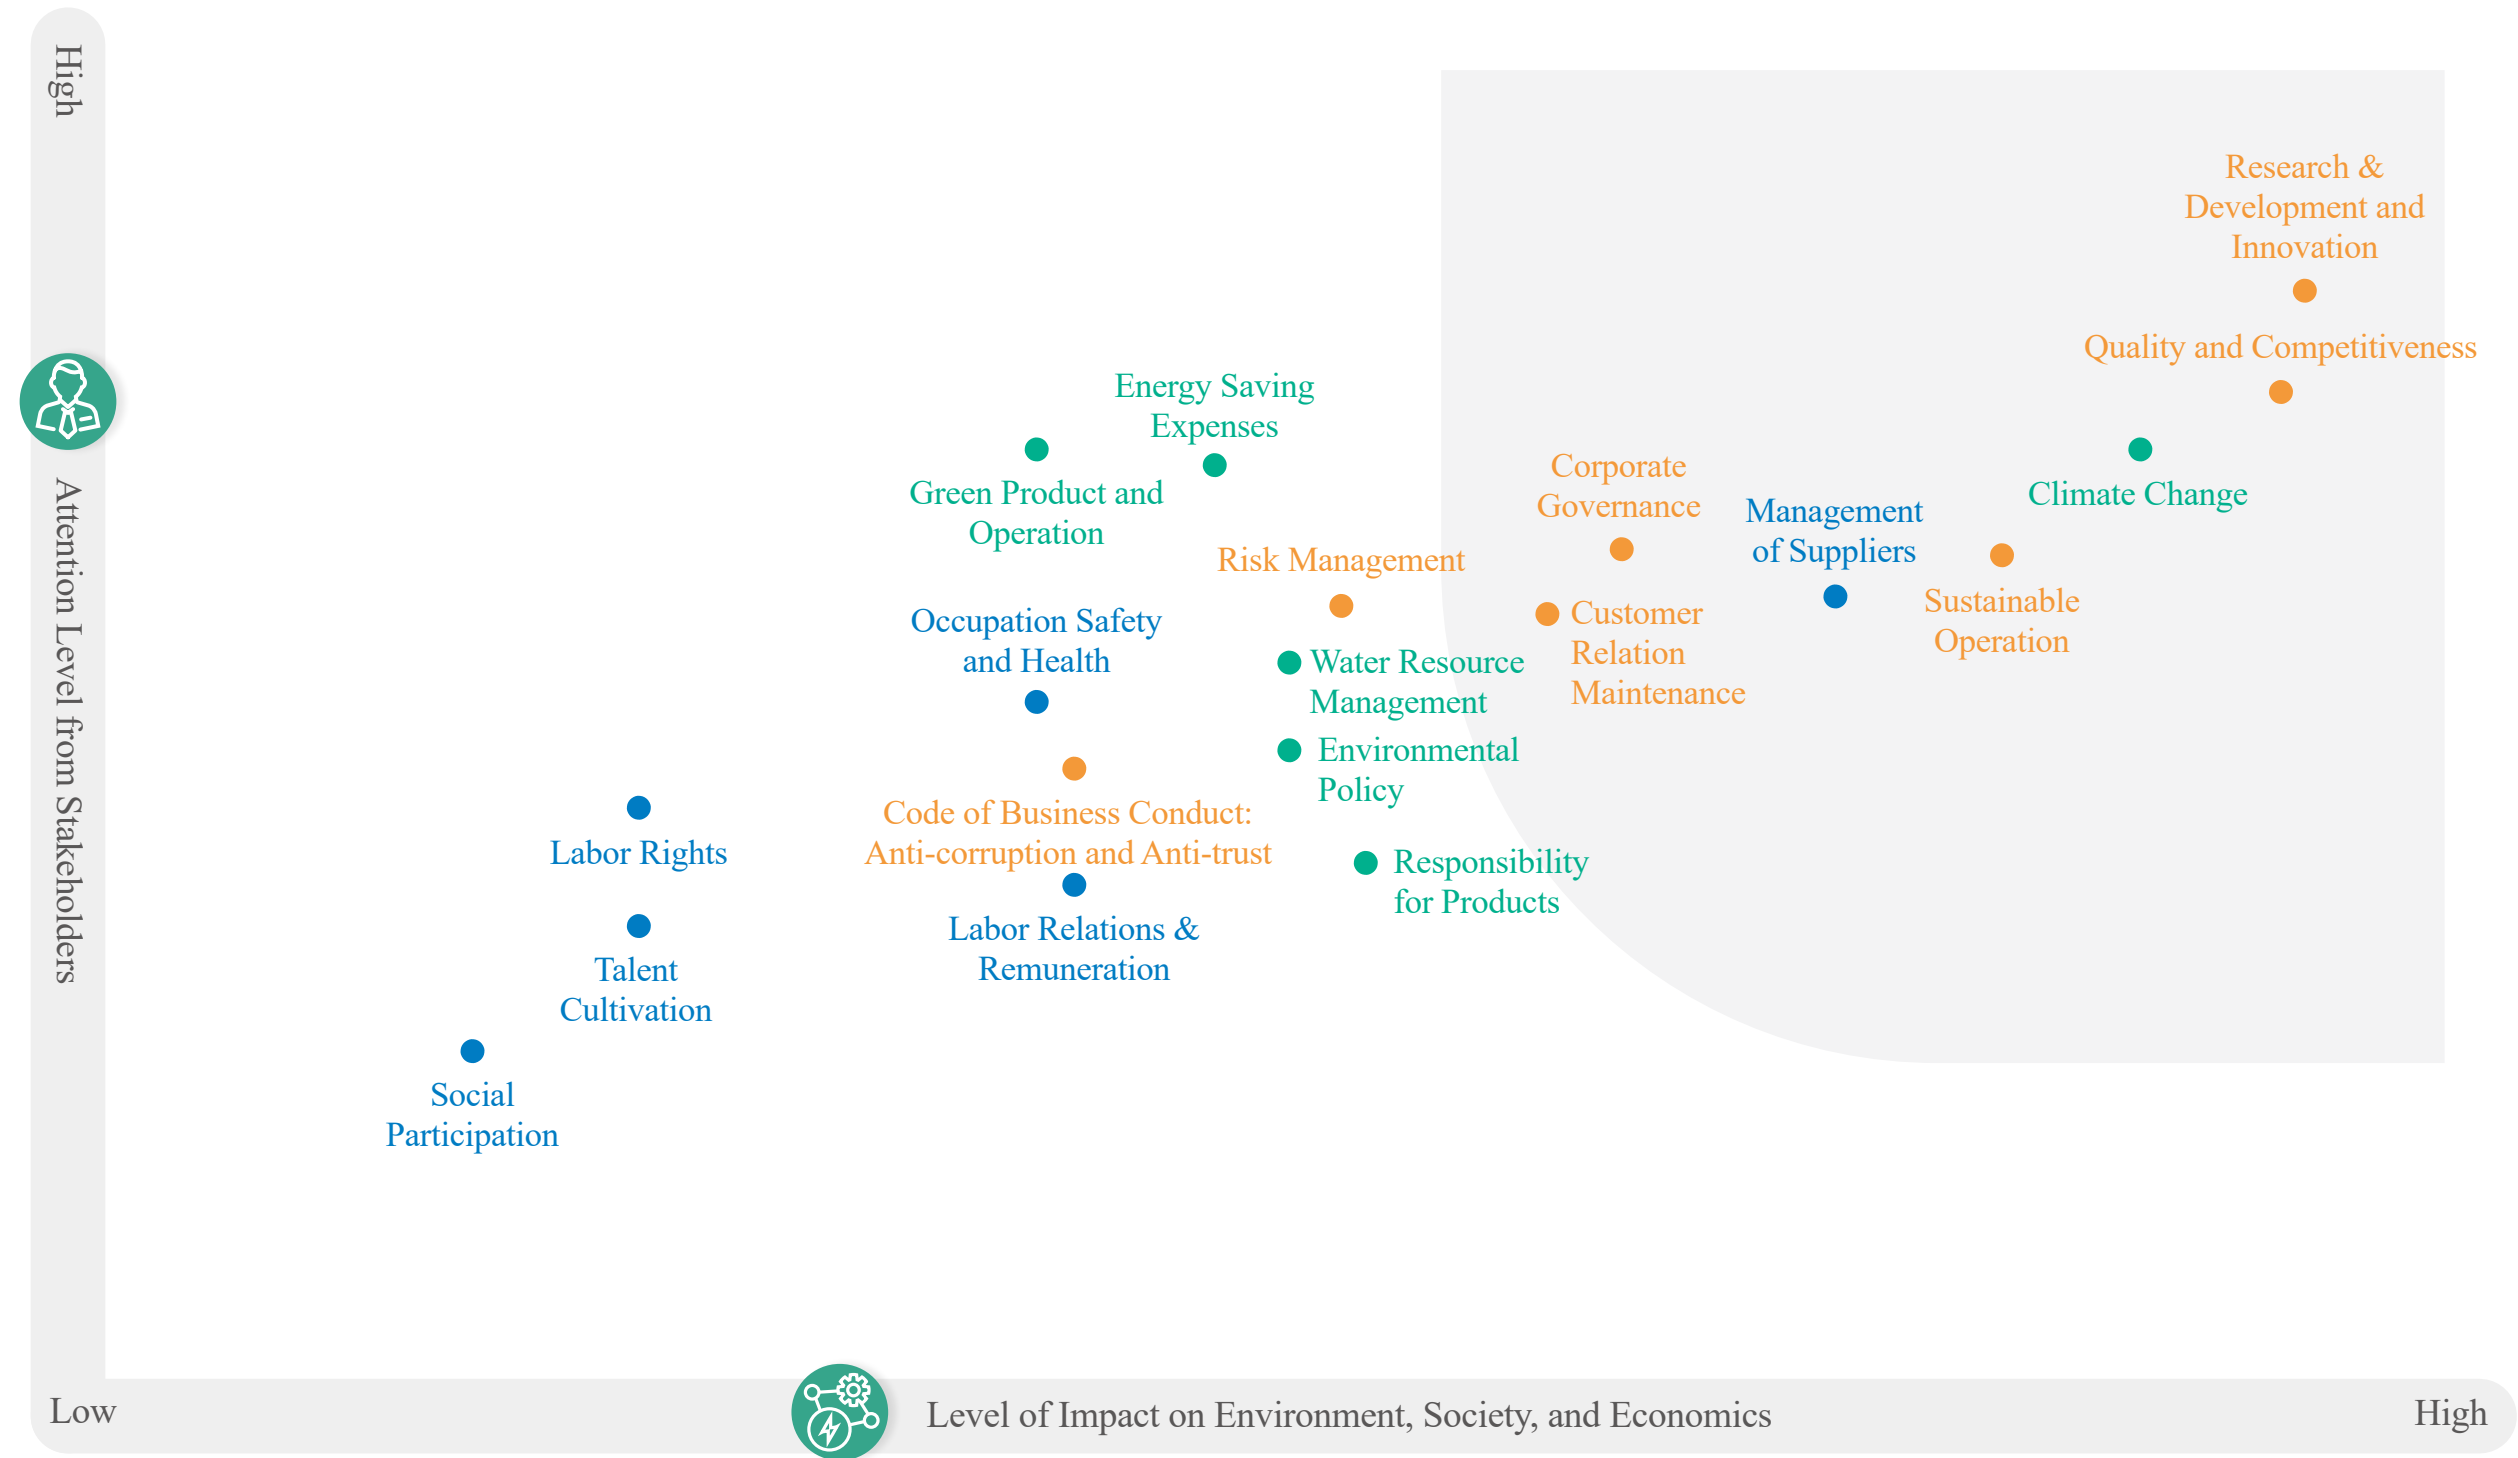 High
Attention Level from Stakeholders
Research &
Development and
Innovation
Quality and Competitiveness
Energy Saving
Expenses
Green Product and
Operation
Corporate
Governance
Management
of Suppliers
Climate Change
Risk Management
Sustainable
Operation
Occupation Safety
and Health
Customer
Relation
Maintenance
Water Resource
Management
Environmental
Policy
Code of Business Conduct:
Anti-corruption and Anti-trust
Labor Rights
Responsibility
for Products
Labor Relations &
Remuneration
Talent
Cultivation
Social
Participation
Low
Level of Impact on Environment, Society, and Economics
High